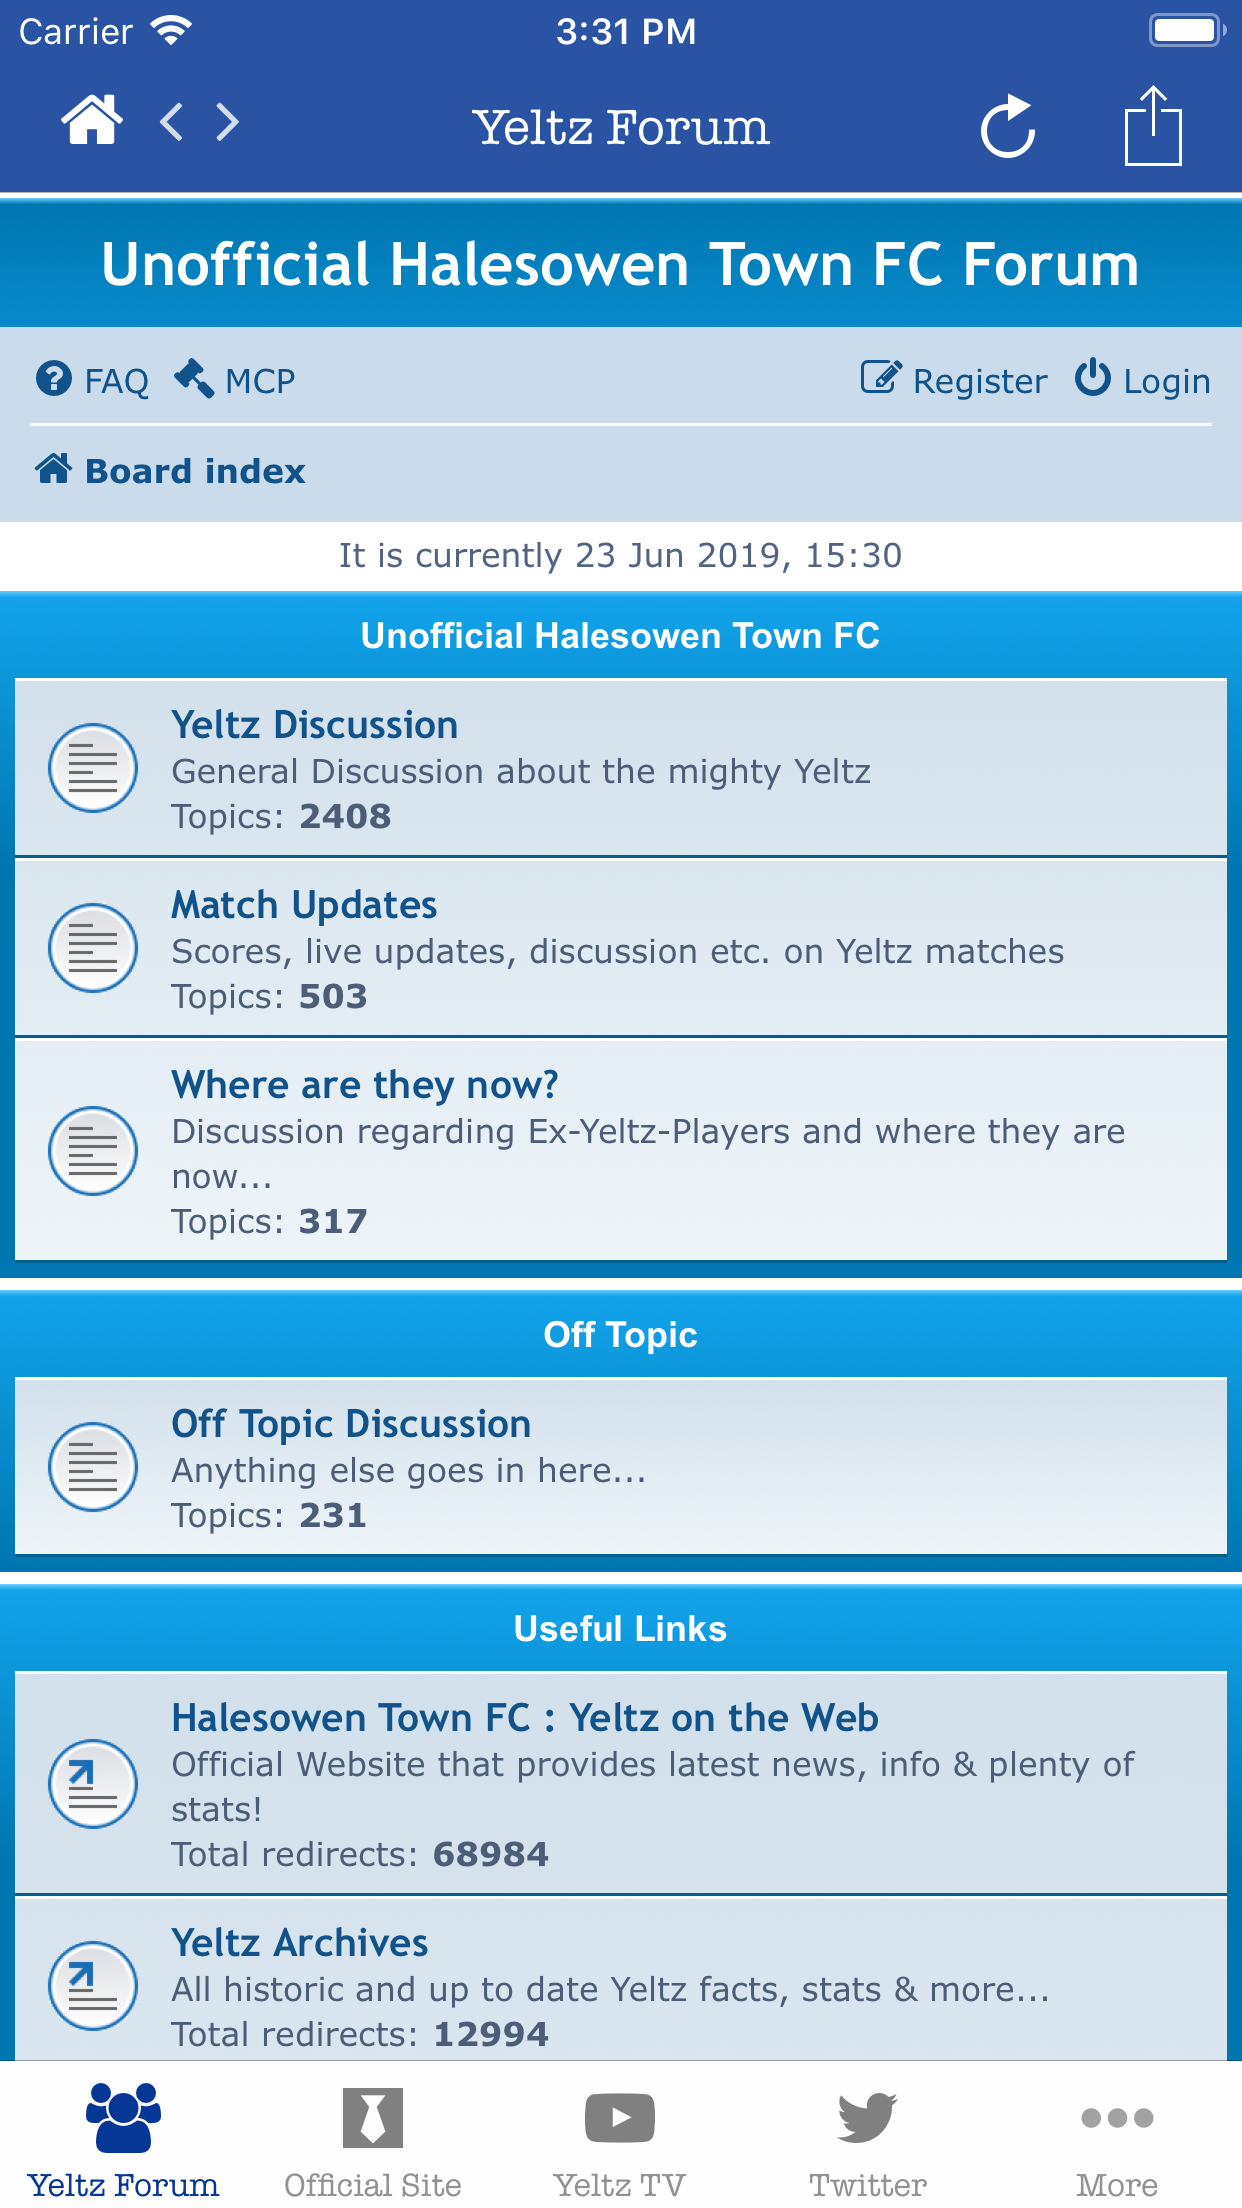 Carrier 3:31 PM
Yeltz Forum
Unofficial Halesowen Town FC Forum
FAQ MCP Register Login
Board index
It is currently 23 Jun 2019, 15:30
Unofficial Halesowen Town FC
Yeltz Discussion
General Discussion about the mighty Yeltz
Topics: 2408
Match Updates
Scores, live updates, discussion etc. on Yeltz matches
Topics: 503
Where are they now?
Discussion regarding Ex-Yeltz-Players and where they are
now...
Topics: 317
Off Topic
Off Topic Discussion
Anything else goes in here...
Topics: 231
Useful Links
Halesowen Town FC : Yeltz on the Web
Official Website that provides latest news, info & plenty of
stats!
Total redirects: 68984
Yeltz Archives
All historic and up to date Yeltz facts, stats & more...
Total redirects: 12994
Yeltz Forum Official Site Yeltz TV Twitter More